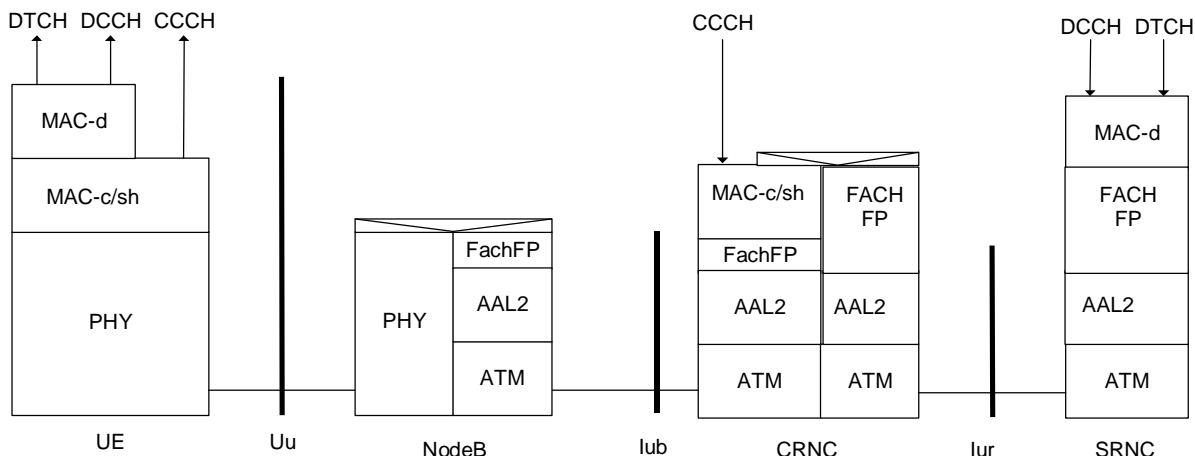 DTCH DCCH CCCH
CCCH
DCCH DTCH
MAC-d
MAC-d
MAC-c/sh
MAC-c/sh
FACH
FP
FACH
FP
FachFP
FachFP
PHY
PHY
AAL2
AAL2
AAL2
AAL2
ATM
ATM
ATM
ATM
UE
Uu
NodeB
Iub
CRNC
Iur
SRNC